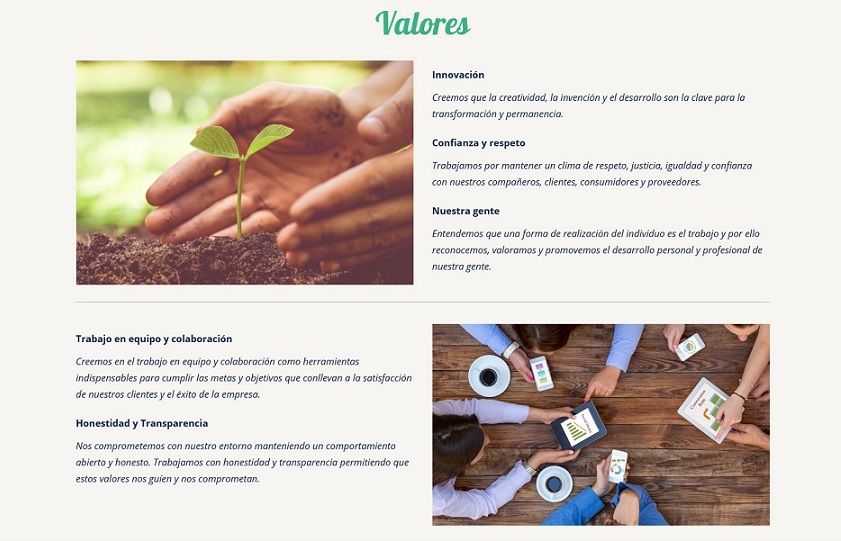 Valores
Innovación
Creemos que la creatividad, la invención y el desarrollo son la clave para la
transformación y permanencia.
Confianza y respeto
Trabajamos por mantener un clima de respeto, justicia, igualdad y confianza
con nuestros compañeros, clientes, consumidores y proveedores.
Nuestra gente
Entendemos que una forma de realización del individuo es el trabajo y por ello
reconocemos, valoramos y promovemos el desarrollo personal y profesional de
nuestra gente.
Trabajo en equipo y colaboración
Creemos en el trabajo en equipo y colaboración como herramientas
indispensables para cumplir las metas y objetivos que conllevan a la satisfacción
de nuestros clientes y el éxito de la empresa.
Honestidad y Transparencia
Nos comprometemos con nuestro entorno manteniendo un comportamiento
abierto y honesto. Trabajamos con honestidad y transparencia permitiendo que
estos valores nos guíen y nos comprometan.